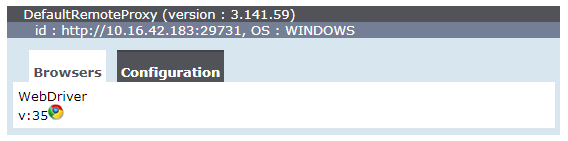 DefaultRemoteProxy (version : 3.141.59)
id : http://10.16.42.183:29731, OS : WINDOWS
Browsers Configuration
WebDriver
v:35